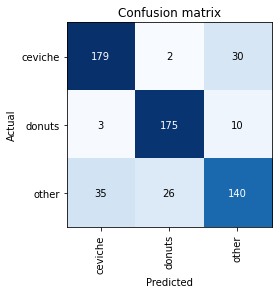 Confusion matrix
ceviche 179 2 30
donuts 3 175 10
other 35 26 140
Actual
ceviche donuts other
Predicted